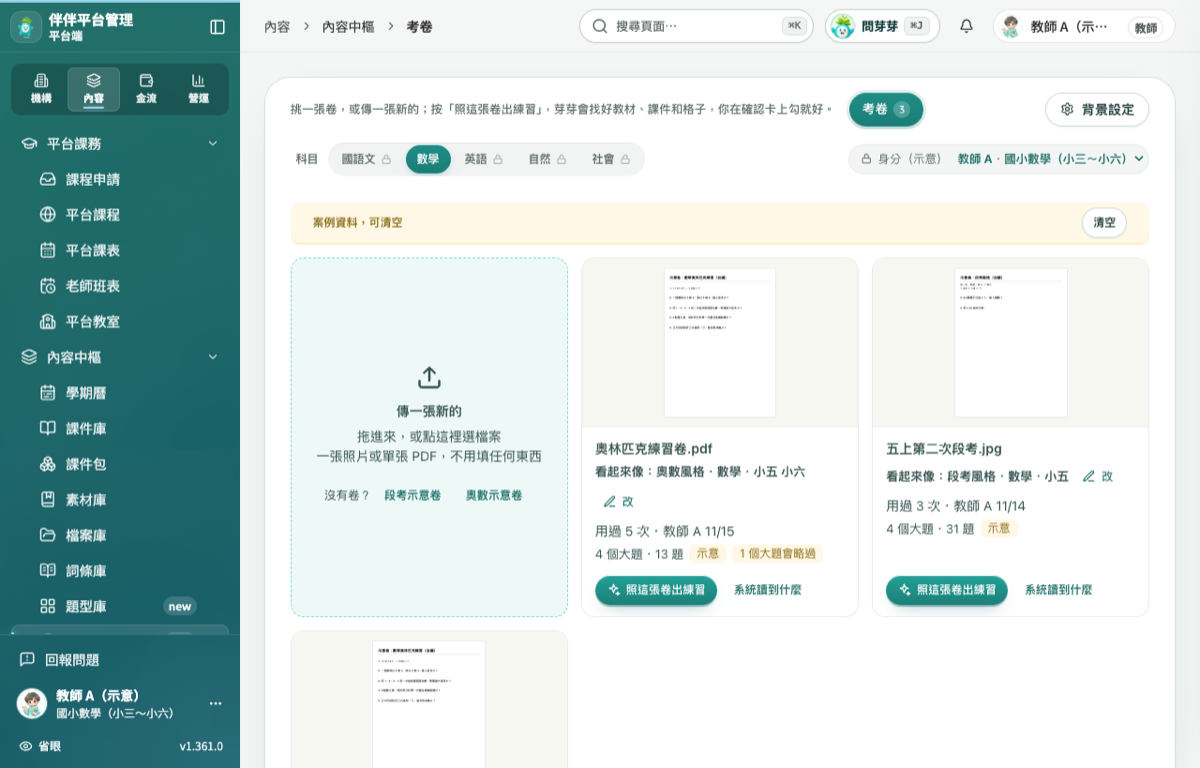 伴伴平台管理
平台端
機構
內容
金流
營運
平台課務
課程申請
平台課程
平台課表
老師班表
平台教室
內容中樞
學期曆
課件庫
課件包
素材庫
檔案庫
詞條庫
題型庫
new
回報問題
教師 A（示意）
國小數學（小三～小六）
省眼
v1.361.0
內容
內容中樞
考卷
搜尋頁面…
⌘K
問芽芽
⌘J
教師 A（示…
教師
挑一張卷，或傳一張新的；按「照這張卷出練習」，芽芽會找好教材、課件和格子，你在確認卡上勾就好。
考卷 3
背景設定
科目
國語文
數學
英語
自然
社會
身分（示意）
教師 A · 國小數學（小三～小六）
案例資料，可清空
清空
傳一張新的
拖進來，或點這裡選檔案
一張照片或單張 PDF，不用填任何東西
沒有卷？ 段考示意卷 奧數示意卷
奧林匹克練習卷.pdf
看起來像：奧數風格 · 數學 · 小五 小六
改
用過 5 次 · 教師 A 11/15
4 個大題 · 13 題 示意 1 個大題會略過
照這張卷出練習
系統讀到什麼
五上第二次段考.jpg
看起來像：段考風格 · 數學 · 小五 改
用過 3 次 · 教師 A 11/14
4 個大題 · 31 題 示意
照這張卷出練習
系統讀到什麼